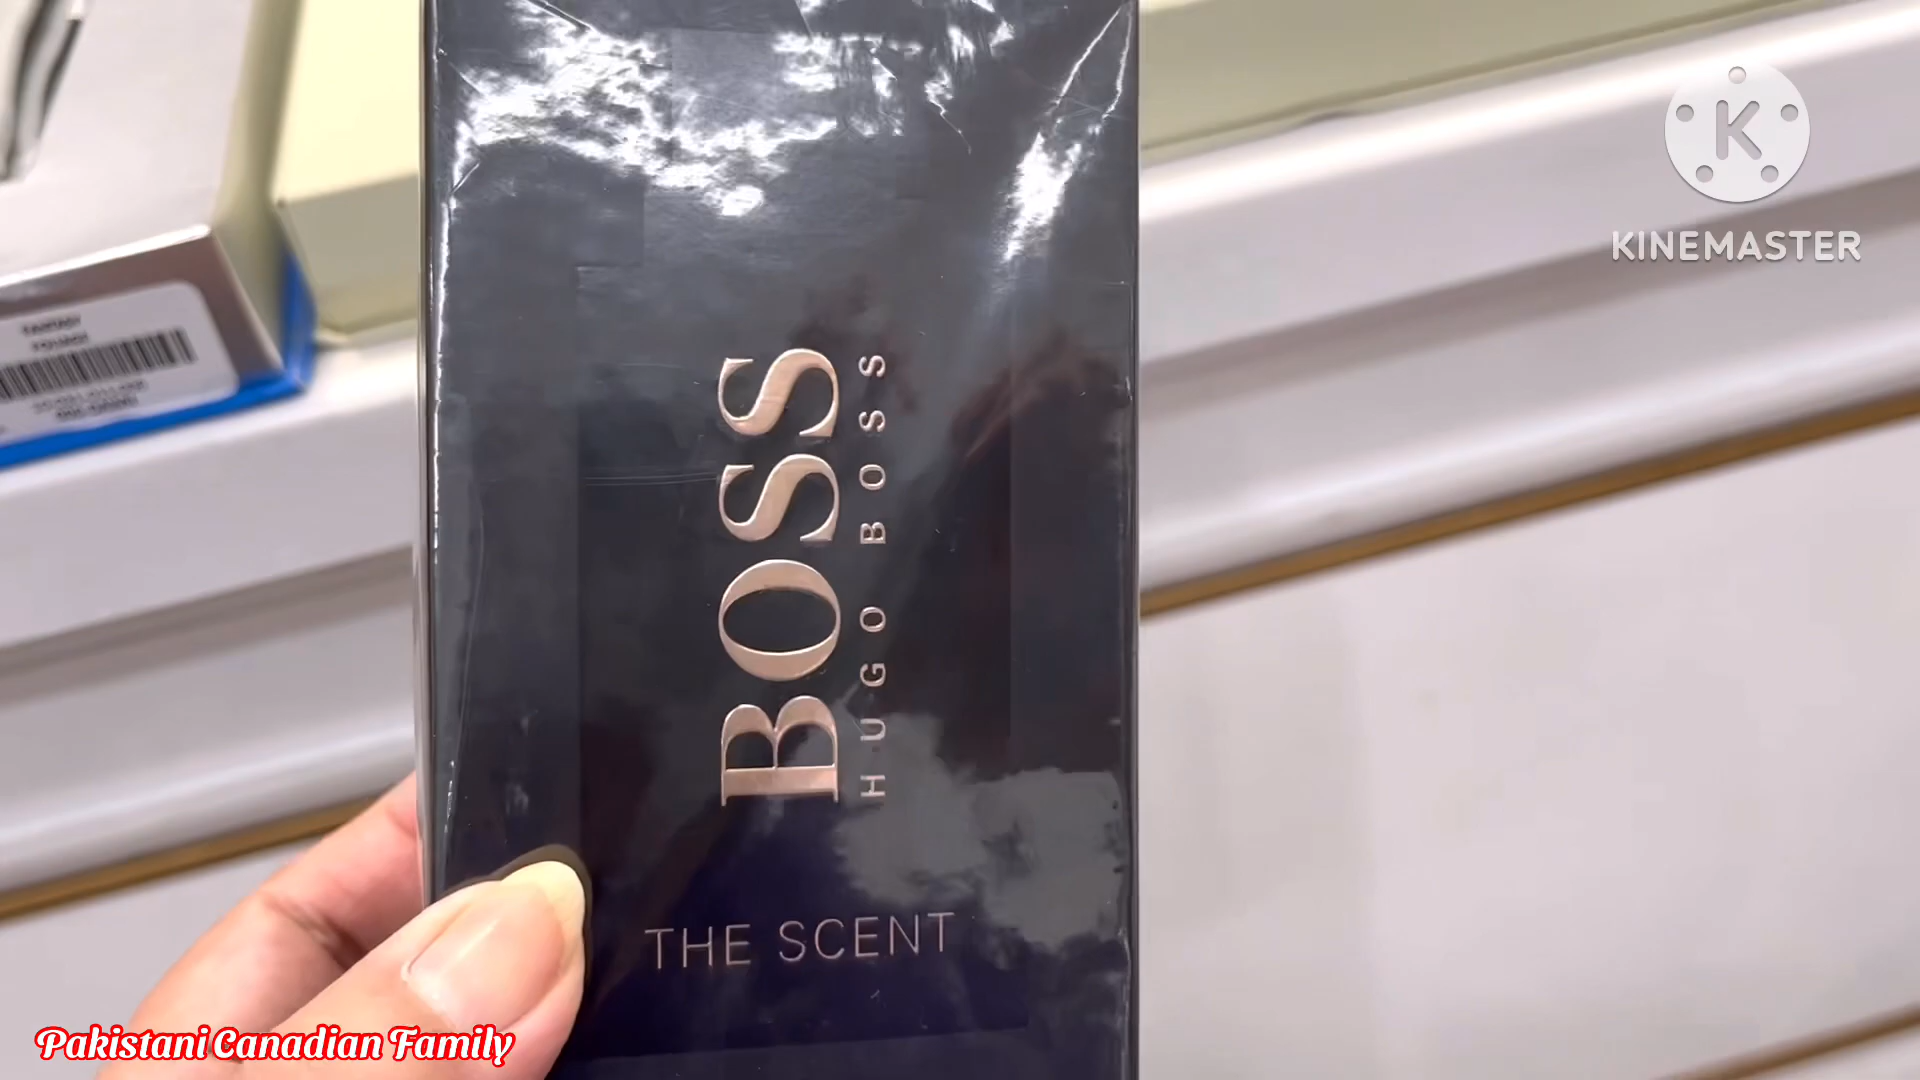 K
KINEMASTER
BOSS
HUGO BOSS
THE SCENT
Pakistani Canadian Family